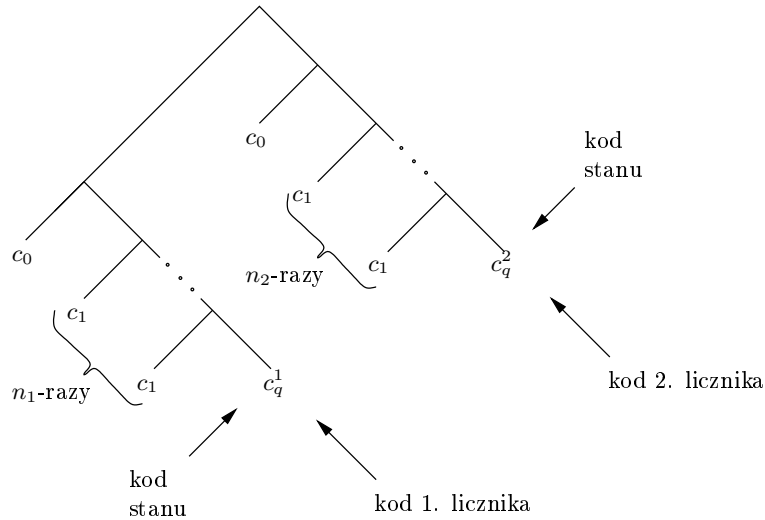 c_0
kod
stanu
c_1
c_0
c_1
c_q^2
n_2-razy
c_1
kod 2. licznika
c_1
c_q^1
n_1-razy
kod
stanu
kod 1. licznika